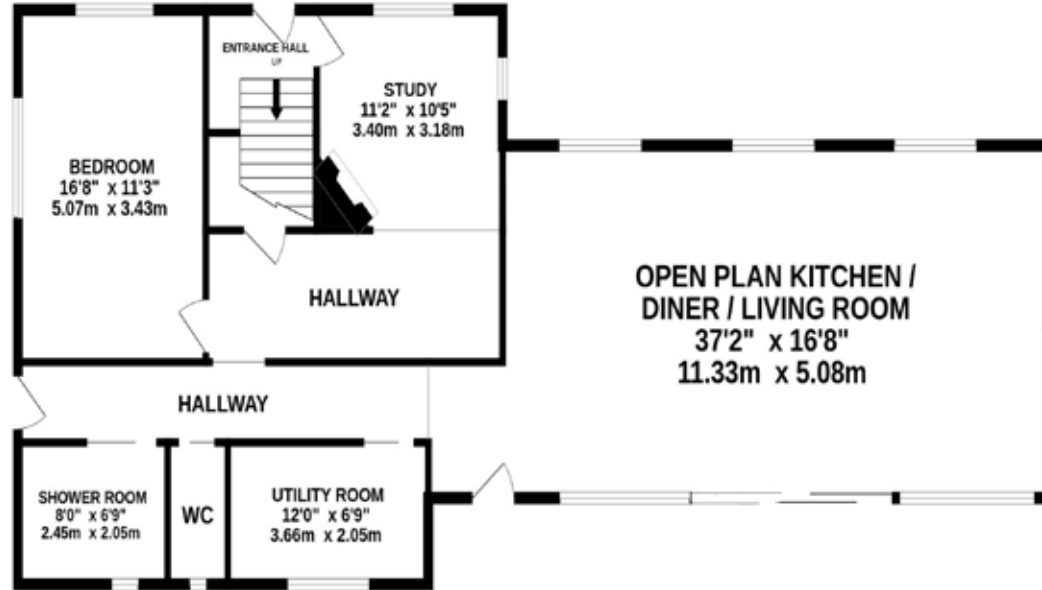 ENTRANCE HALL
UP
STUDY
11'2" x 10'5"
3.40m x 3.18m
BEDROOM
16'8" x 11'3"
5.07m x 3.43m
HALLWAY
OPEN PLAN KITCHEN /
DINER / LIVING ROOM
37'2" x 16'8"
11.33m x 5.08m
HALLWAY
SHOWER ROOM
8'0" x 6'9"
2.45m x 2.05m
WC
UTILITY ROOM
12'0" x 6'9"
3.66m x 2.05m